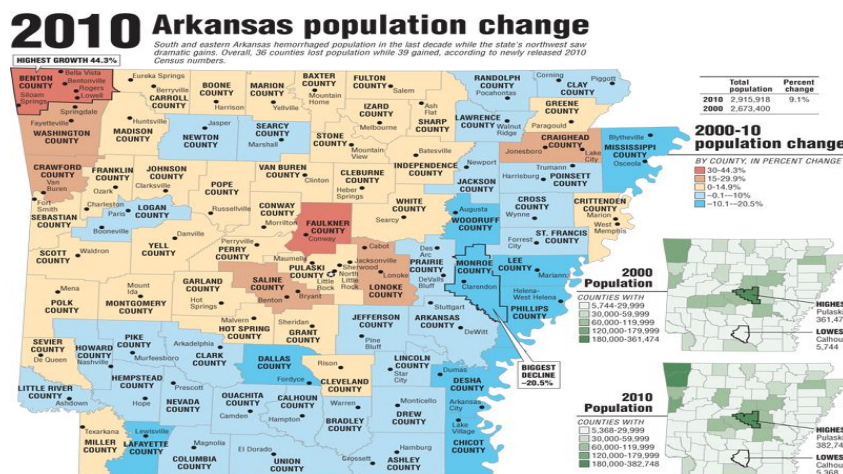 2010 Arkansas population change
South and eastern Arkansas hemorrhaged population in the last decade while the state's northwest saw
dramatic gains. Overall, 36 counties lost population while 39 gained, according to newly released 2010
Census numbers.
HIGHEST GROWTH 44.3%
BENTON COUNTY
Bella Vista
Bentonville
Rogers
Lowell
Siloam Springs
Springdale
Fayetteville
WASHINGTON COUNTY
Eureka Springs
Berryville
CARROLL COUNTY
BOONE COUNTY
Harrison
MARION COUNTY
Yellville
BAXTER COUNTY
Mountain Home
FULTON COUNTY
Salem
IZARD COUNTY
Melbourne
Ash Flat
SHARP COUNTY
RANDOLPH COUNTY
Pocahontas
Corning
Piggott
CLAY COUNTY
GREENE COUNTY
Paragould
LAWRENCE COUNTY
Walnut Ridge
Huntsville
MADISON COUNTY
Jasper
NEWTON COUNTY
SEARCY COUNTY
Marshall
STONE COUNTY
Mountain View
Batesville
INDEPENDENCE COUNTY
CRAIGHEAD COUNTY
Jonesboro
Lake City
Blytheville
MISSISSIPPI COUNTY
Osceola
CRAWFORD COUNTY
Van Buren
FRANKLIN COUNTY
Ozark
JOHNSON COUNTY
Clarksville
POPE COUNTY
Russellville
VAN BUREN COUNTY
Clinton
CLEBURNE COUNTY
Heber Springs
Newport
JACKSON COUNTY
Trumann
Harrisburg
POINSETT COUNTY
Fort Smith
SEBASTIAN COUNTY
Charleston
Paris
LOGAN COUNTY
Booneville
CONWAY COUNTY
Morrilton
FAULKNER COUNTY
Conway
WHITE COUNTY
Searcy
Augusta
WOODRUFF COUNTY
CROSS COUNTY
Wynne
CRITTENDEN COUNTY
Marion
West Memphis
SCOTT COUNTY
Waldron
YELL COUNTY
Danville
Perryville
PERRY COUNTY
Maumelle
PULASKI COUNTY
Little Rock
North Little Rock
Sherwood
Jacksonville
Cabot
Lonoke
LONOKE COUNTY
Des Arc
PRAIRIE COUNTY
DeValls Bluff
MONROE COUNTY
Clarendon
Forrest City
ST. FRANCIS COUNTY
LEE COUNTY
Mariann
Helena-West Helena
PHILLIPS COUNTY
Mena
POLK COUNTY
Mount Ida
MONTGOMERY COUNTY
GARLAND COUNTY
Hot Springs
SALINE COUNTY
Benton
Bryant
Malvern
HOT SPRING COUNTY
Sheridan
GRANT COUNTY
JEFFERSON COUNTY
Pine Bluff
Stuttgart
ARKANSAS COUNTY
DeWitt
SEVIER COUNTY
De Queen
HOWARD COUNTY
Nashville
PIKE COUNTY
Murfreesboro
Arkadelphia
CLARK COUNTY
DALLAS COUNTY
Fordyce
Rison
CLEVELAND COUNTY
LINCOLN COUNTY
Star City
Dumas
DESHA COUNTY
Arkansas City
BIGGEST DECLINE
–20.5%
LITTLE RIVER COUNTY
Ashdown
HEMPSTEAD COUNTY
Hope
Prescott
NEVADA COUNTY
OUACHITA COUNTY
Camden
CALHOUN COUNTY
Hampton
Warren
BRADLEY COUNTY
Monticello
DREW COUNTY
Lake Village
CHICOT COUNTY
Texarkana
MILLER COUNTY
Lewisville
LAFAYETTE COUNTY
Magnolia
COLUMBIA COUNTY
El Dorado
UNION COUNTY
Crossett
Hamburg
ASHLEY COUNTY
Total population Percent change
2010 2,915,918 9.1%
2000 2,673,400
2000-10
population change
BY COUNTY, IN PERCENT CHANGE
30-44.3%
15-29.9%
0-14.9%
–0.1–10%
–10.1–20.5%
2000
Population
COUNTIES WITH
5,744-29,999
30,000-59,999
60,000-119,999
120,000-179,999
180,000-361,474
HIGHES
Pulaski
361,47
LOWES
Calhou
5,744
2010
Population
COUNTIES WITH
5,368-29,999
30,000-59,999
60,000-119,999
120,000-179,999
180,000-382,748
HIGHES
Pulaski
382,74
LOWES
Calhou
5,368